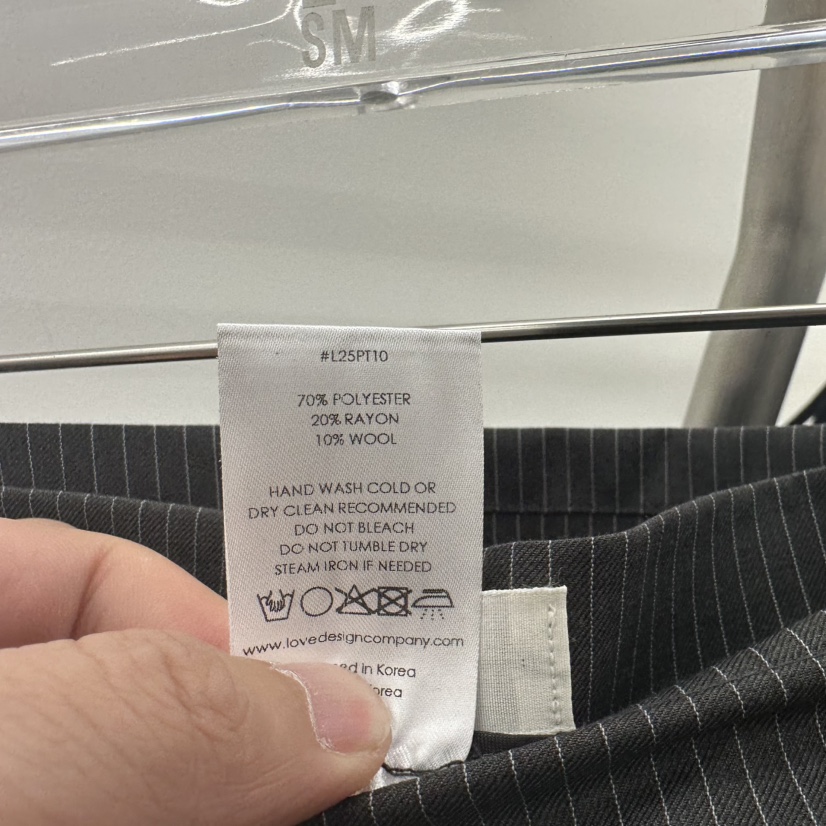 SM
#L25PT10
70% POLYESTER
20% RAYON
10% WOOL
HAND WASH COLD OR
DRY CLEAN RECOMMENDED
DO NOT BLEACH
DO NOT TUMBLE DRY
STEAM IRON IF NEEDED
www.lovedesigncompany.com
in Korea